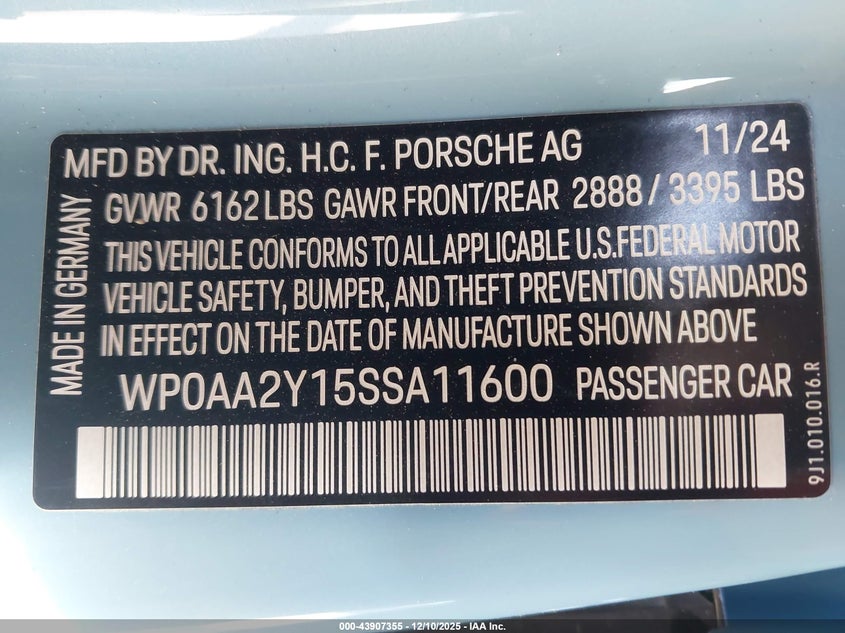 MFD BY DR. ING. H.C. F. PORSCHE AG 11/24
GVWR 6162 LBS GAWR FRONT/REAR 2888 / 3395 LBS
THIS VEHICLE CONFORMS TO ALL APPLICABLE U.S.FEDERAL MOTOR
VEHICLE SAFETY, BUMPER, AND THEFT PREVENTION STANDARDS
IN EFFECT ON THE DATE OF MANUFACTURE SHOWN ABOVE
WP0AA2Y15SSA11600 PASSENGER CAR
MADE IN GERMANY
9J1.010.016.R
000-43907355 - 12/10/2025 - IAA Inc.